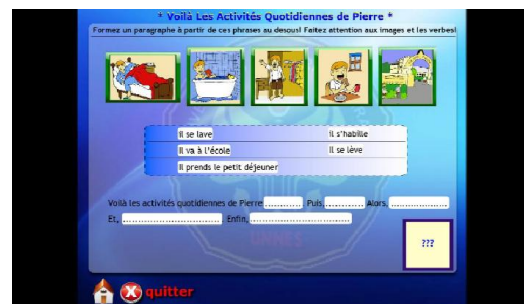 * Voilà Les Activités Quotidiennes de Pierre *
Formez un paragraphe à partir de ces phrases au desous! Faitez attention aux images et les verbes!
il se lave
il s'habille
Il va à l'école
Il se lève
Il prends le petit déjeuner
Voilà les activités quotidiennes de Pierre ............ Puis, ............ Alors, ...................
Et, ................................ Enfin, ................................
UNNES
???
quitter